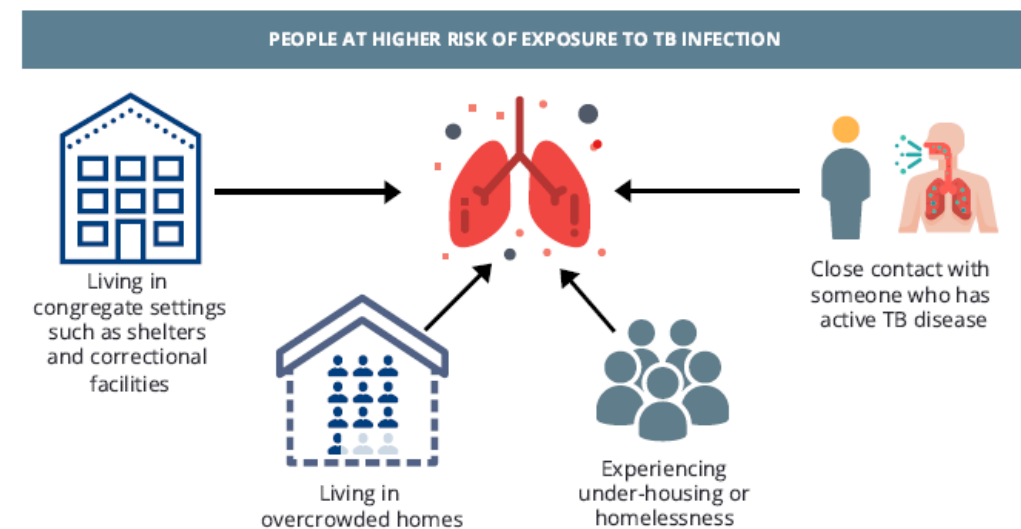 PEOPLE AT HIGHER RISK OF EXPOSURE TO TB INFECTION
Living in
congregate settings
such as shelters
and correctional
facilities
Living in
overcrowded homes
Experiencing
under-housing or
homelessness
Close contact with
someone who has
active TB disease